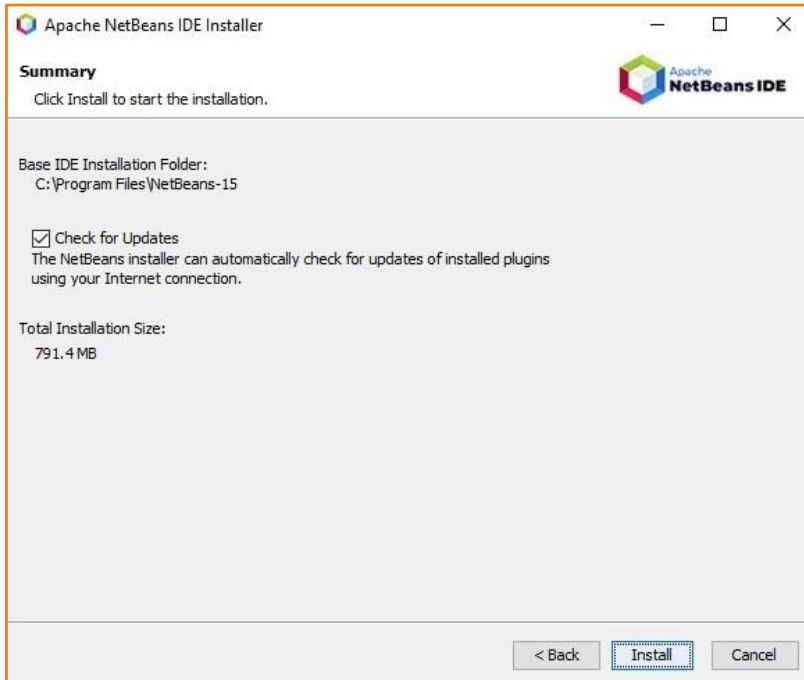 Apache NetBeans IDE Installer
Summary
Click Install to start the installation.
Apache
NetBeans IDE
Base IDE Installation Folder:
C:\Program Files\NetBeans-15
Check for Updates
The NetBeans installer can automatically check for updates of installed plugins
using your Internet connection.
Total Installation Size:
791.4 MB
< Back Install Cancel